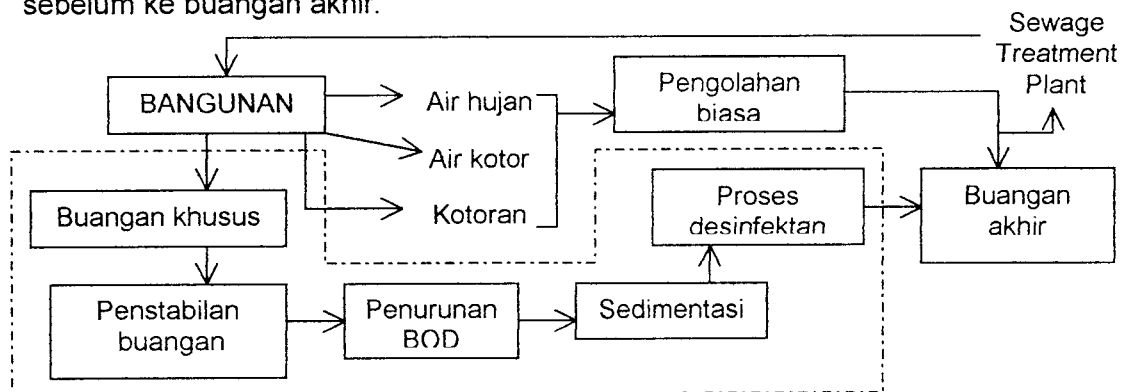 sebelum ke buangan akhir.
Sewage
Treatment
Plant
BANGUNAN
Air hujan
Air kotor
Kotoran
Pengolahan
biasa
Buangan khusus
Proses
desinfektan
Buangan
akhir
Penstabilan
buangan
Penurunan
BOD
Sedimentasi